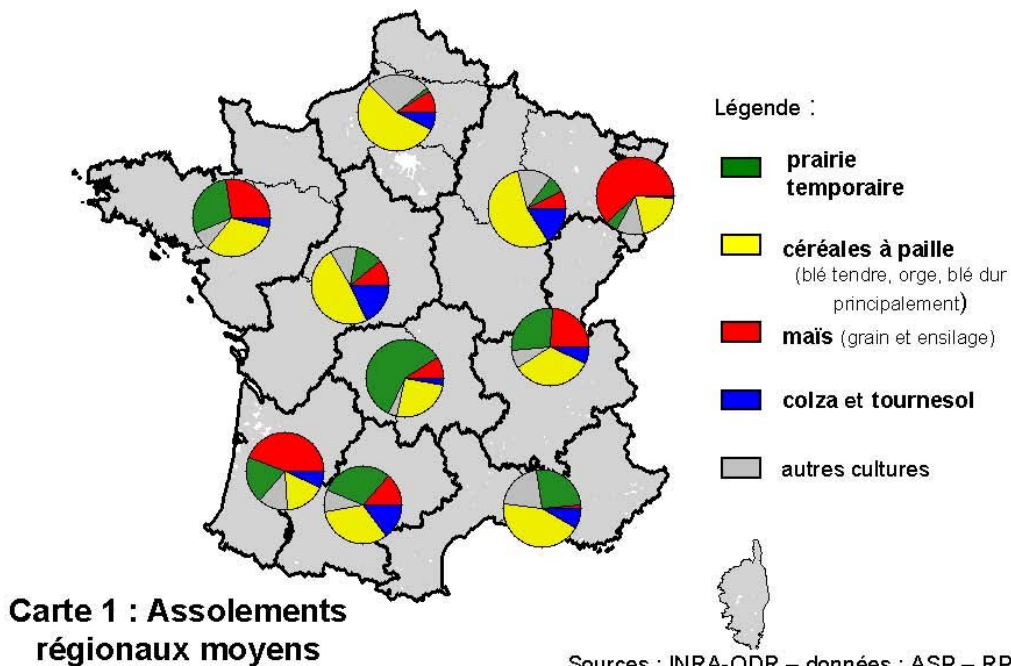 Légende :
prairie
temporaire
céréales à paille
(blé tendre, orge, blé dur
principalement)
maïs (grain et ensilage)
colza et tournesol
autres cultures
Carte 1 : Assolements
régionaux moyens
Sources : INRA-ODR – données : ASP – RP